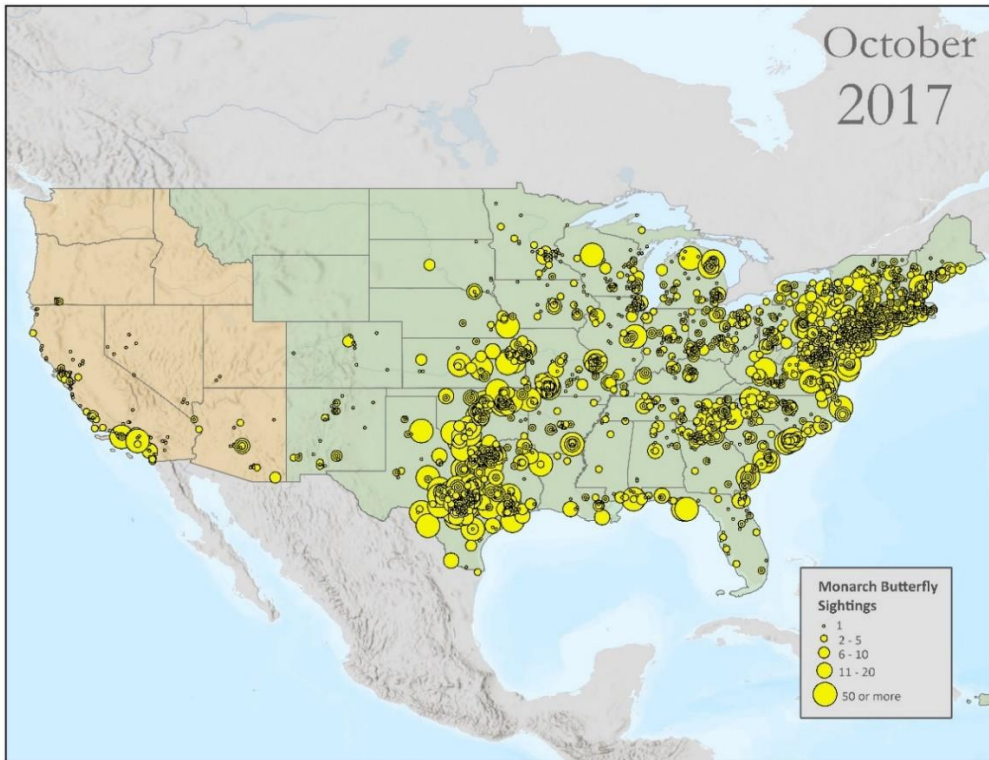 October
2017
Monarch Butterfly
Sightings
1
2 - 5
6 - 10
11 - 20
50 or more